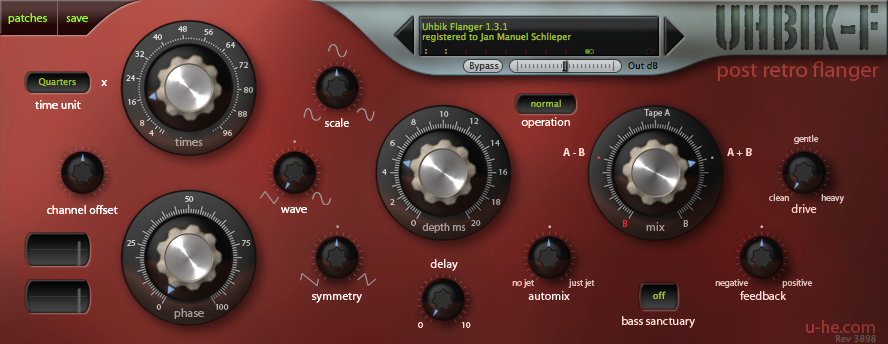 patches save
Uhbik Flanger 1.3.1
registered to Jan Manuel Schlieper
Bypass
Out dB
UHBIK-F
post retro flanger
Quarters
time unit
x
4 8 16 24 32 40 48 56 64 72 80 88 96
times
scale
channel offset
wave
0 25 50 75 100
phase
symmetry
0 2 4 6 8 10 12 14 16 18 20
depth ms
delay
0 10
normal
operation
Tape A
A - B
A + B
B B
mix
gentle
clean heavy
drive
no jet just jet
automix
off
bass sanctuary
negative positive
feedback
u-he.com
Rev 3898